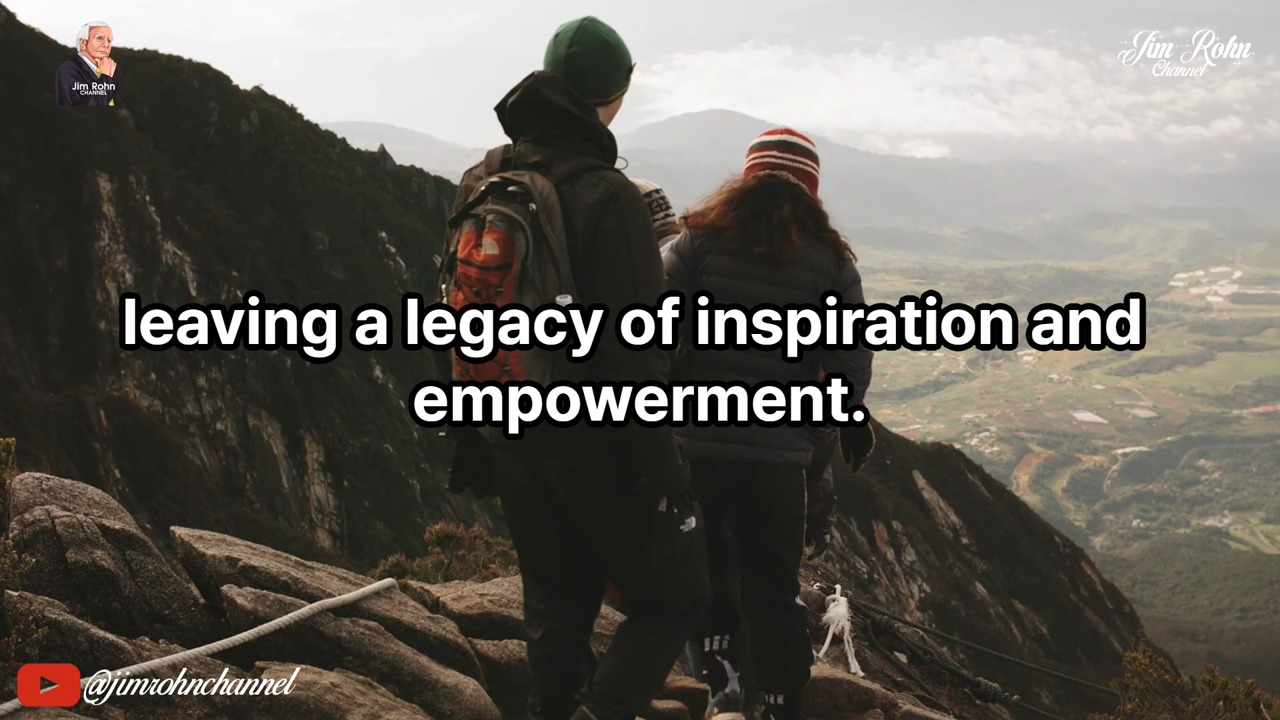 Jim Rohn
CHANNEL
Jim Rohn
Channel
leaving a legacy of inspiration and
empowerment.
@jimrohnchannel